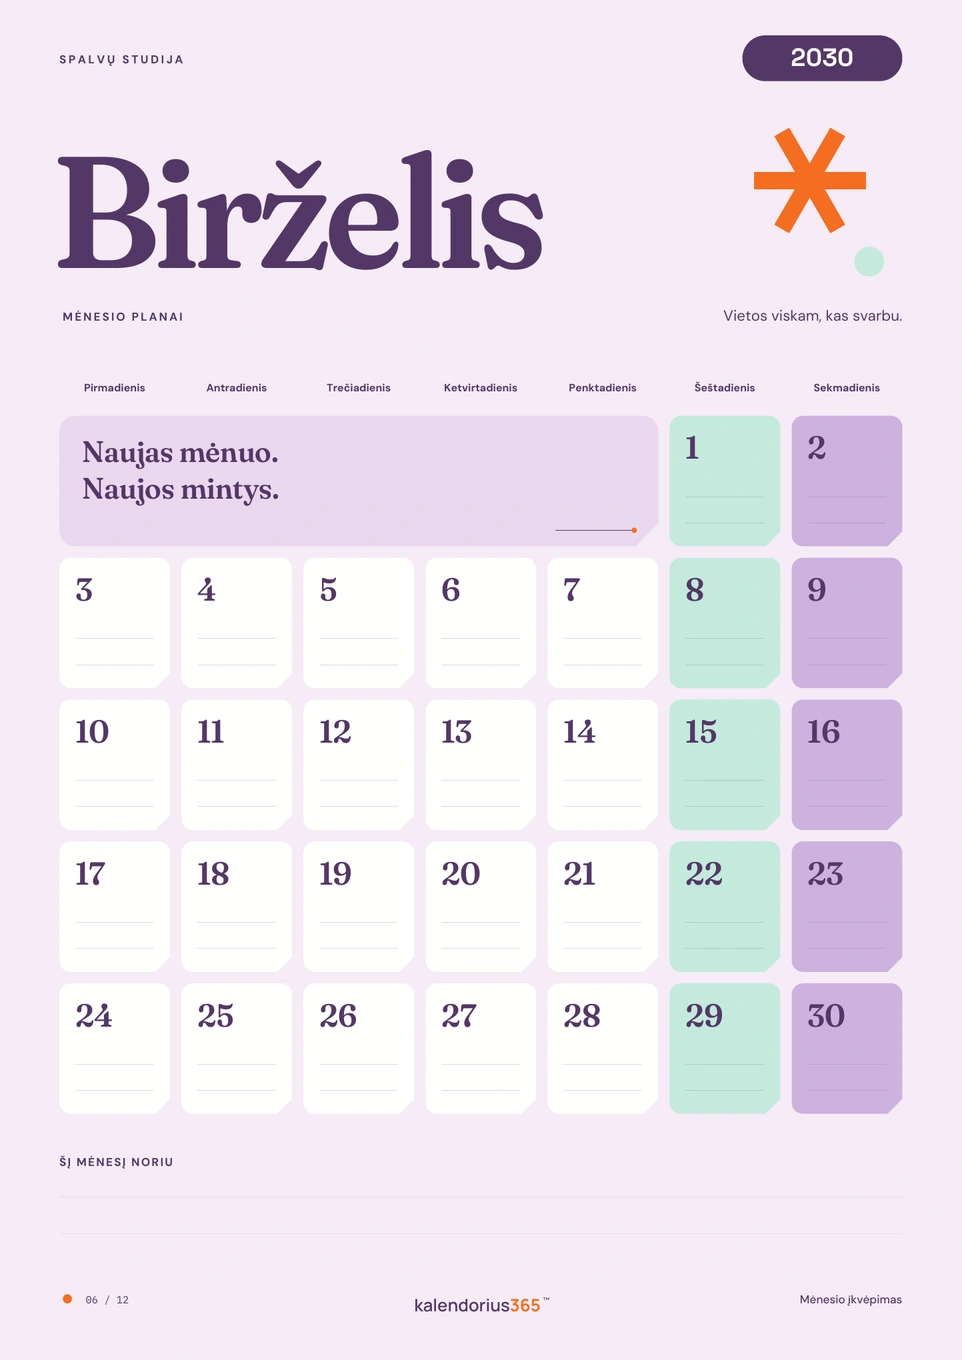 SPALVŲ STUDIJA
2030
Birželis
MĖNESIO PLANAI
Vietos viskam, kas svarbu.
Pirmadienis Antradienis Trečiadienis Ketvirtadienis Penktadienis Šeštadienis Sekmadienis
Naujas mėnuo.
Naujos mintys.
1 2
3 4 5 6 7 8 9
10 11 12 13 14 15 16
17 18 19 20 21 22 23
24 25 26 27 28 29 30
ŠĮ MĖNESĮ NORIU
06 / 12
kalendorius365™
Mėnesio įkvėpimas